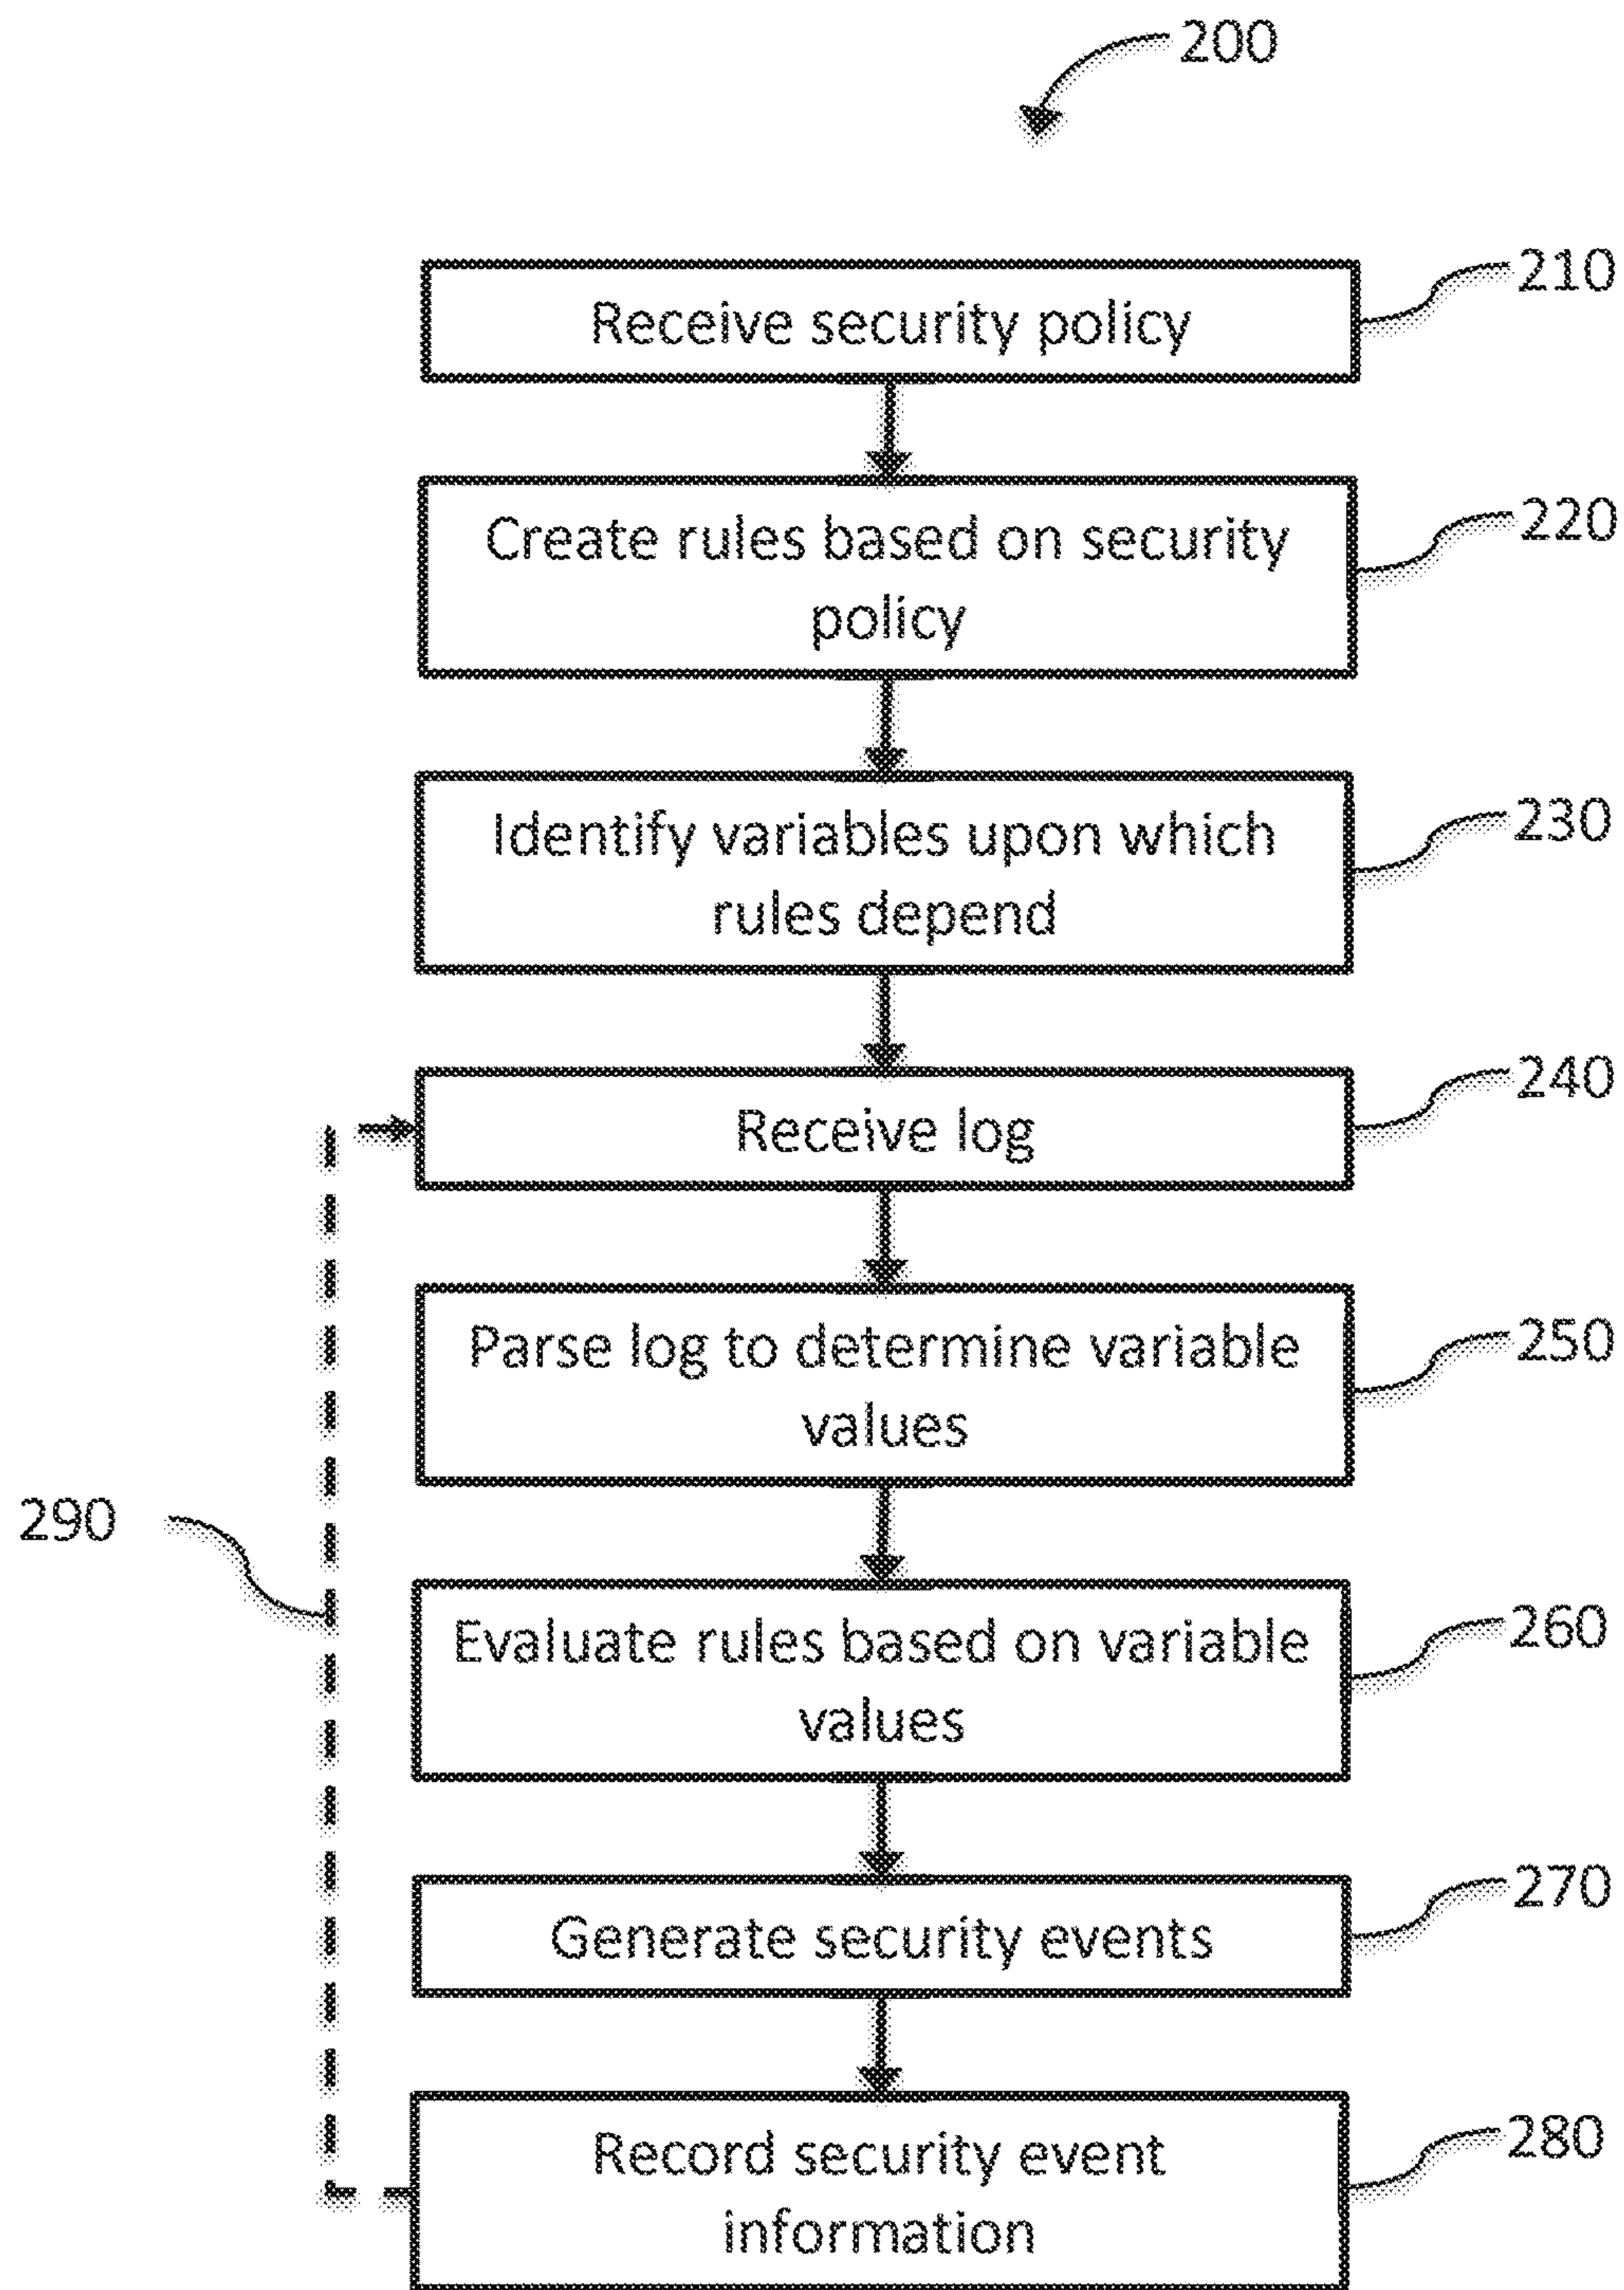 200
Receive security policy
210
Create rules based on security
policy
220
Identify variables upon which
rules depend
230
Receive log
240
Parse log to determine variable
values
250
290
Evaluate rules based on variable
values
260
Generate security events
270
Record security event
information
280